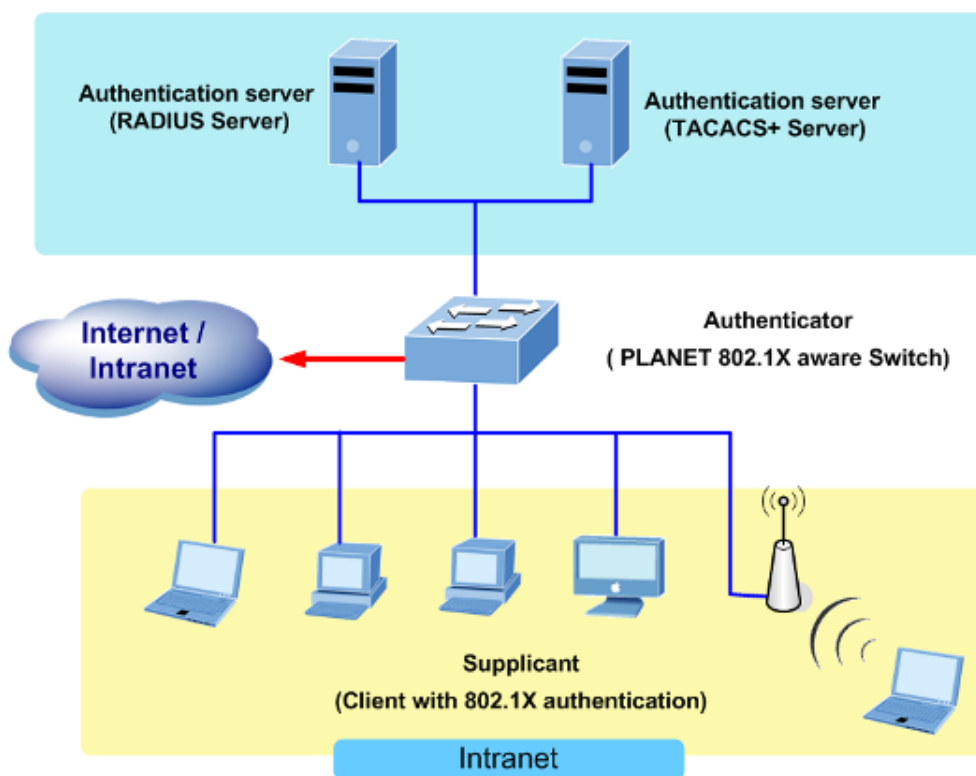 Authentication server
(RADIUS Server)
Authentication server
(TACACS+ Server)
Internet /
Intranet
Authenticator
( PLANET 802.1X aware Switch)
Supplicant
(Client with 802.1X authentication)
Intranet